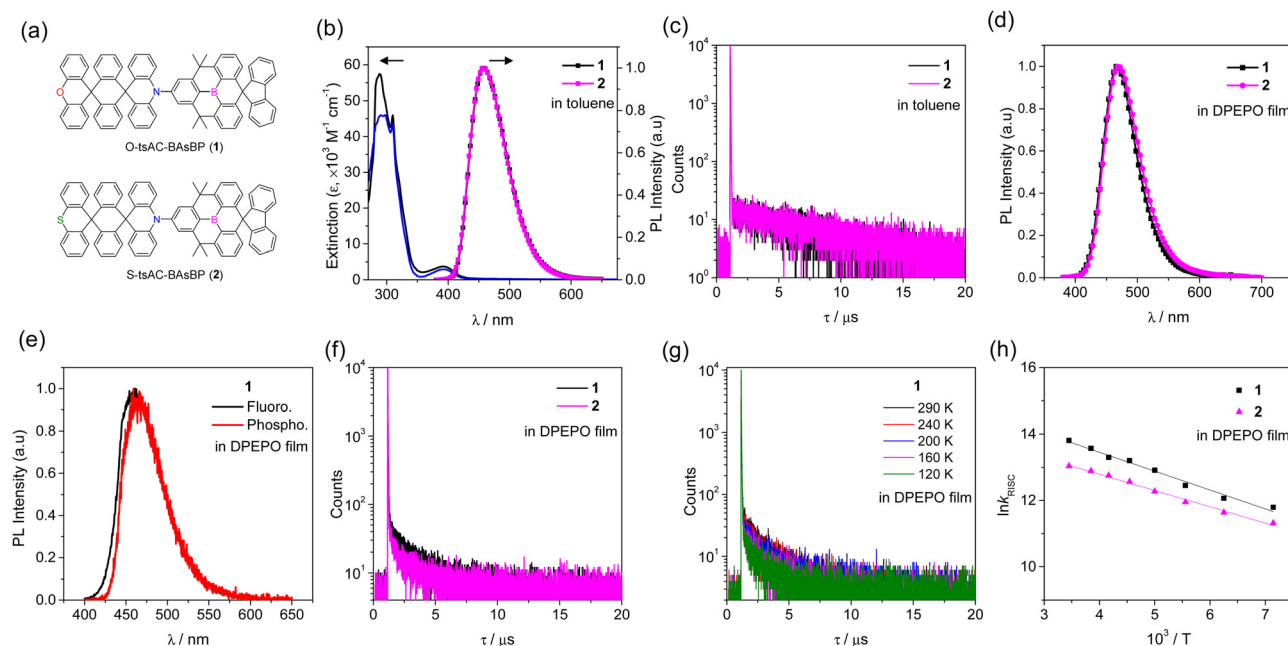 (a)
O
N
B
O-tsAC-BAsBP (1)
S
N
B
S-tsAC-BAsBP (2)
(b)
Extinction (ε, ×10³ M⁻¹ cm⁻¹)
60
55
50
45
40
35
30
25
20
15
10
5
0
300
400
500
600
λ / nm
1.0
0.8
0.6
0.4
0.2
0.0
PL Intensity (a.u)
1
2
in toluene
(c)
Counts
10⁴
10³
10²
10¹
10⁰
0
5
10
15
20
τ / μs
1
2
in toluene
(d)
PL Intensity (a.u)
1.0
0.8
0.6
0.4
0.2
0.0
400
500
600
700
λ / nm
1
2
in DPEPO film
(e)
PL Intensity (a.u)
1.0
0.8
0.6
0.4
0.2
0.0
400
450
500
550
600
650
λ / nm
1
Fluoro.
Phospho.
in DPEPO film
(f)
Counts
10⁴
10³
10²
10¹
0
5
10
15
20
τ / μs
1
2
in DPEPO film
(g)
Counts
10⁴
10³
10²
10¹
0
5
10
15
20
τ / μs
1
290 K
240 K
200 K
160 K
120 K
in DPEPO film
(h)
lnkRISC
16
14
12
10
3
4
5
6
7
10³ / T
1
2
in DPEPO film